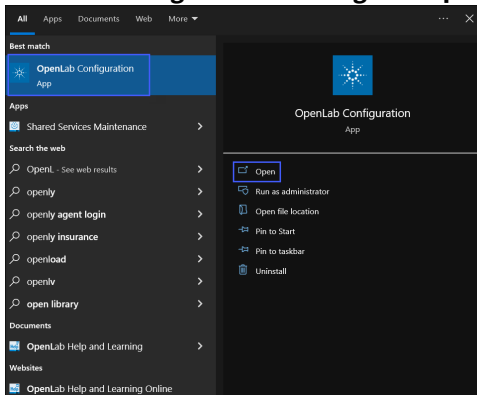 All Apps Documents Web More
Best match
OpenLab Configuration
App
Apps
Shared Services Maintenance
Search the web
OpenL - See web results
openly
openly agent login
openly insurance
openload
openlv
open library
Documents
OpenLab Help and Learning
Websites
OpenLab Help and Learning Online
OpenLab Configuration
App
Open
Run as administrator
Open file location
Pin to Start
Pin to taskbar
Uninstall